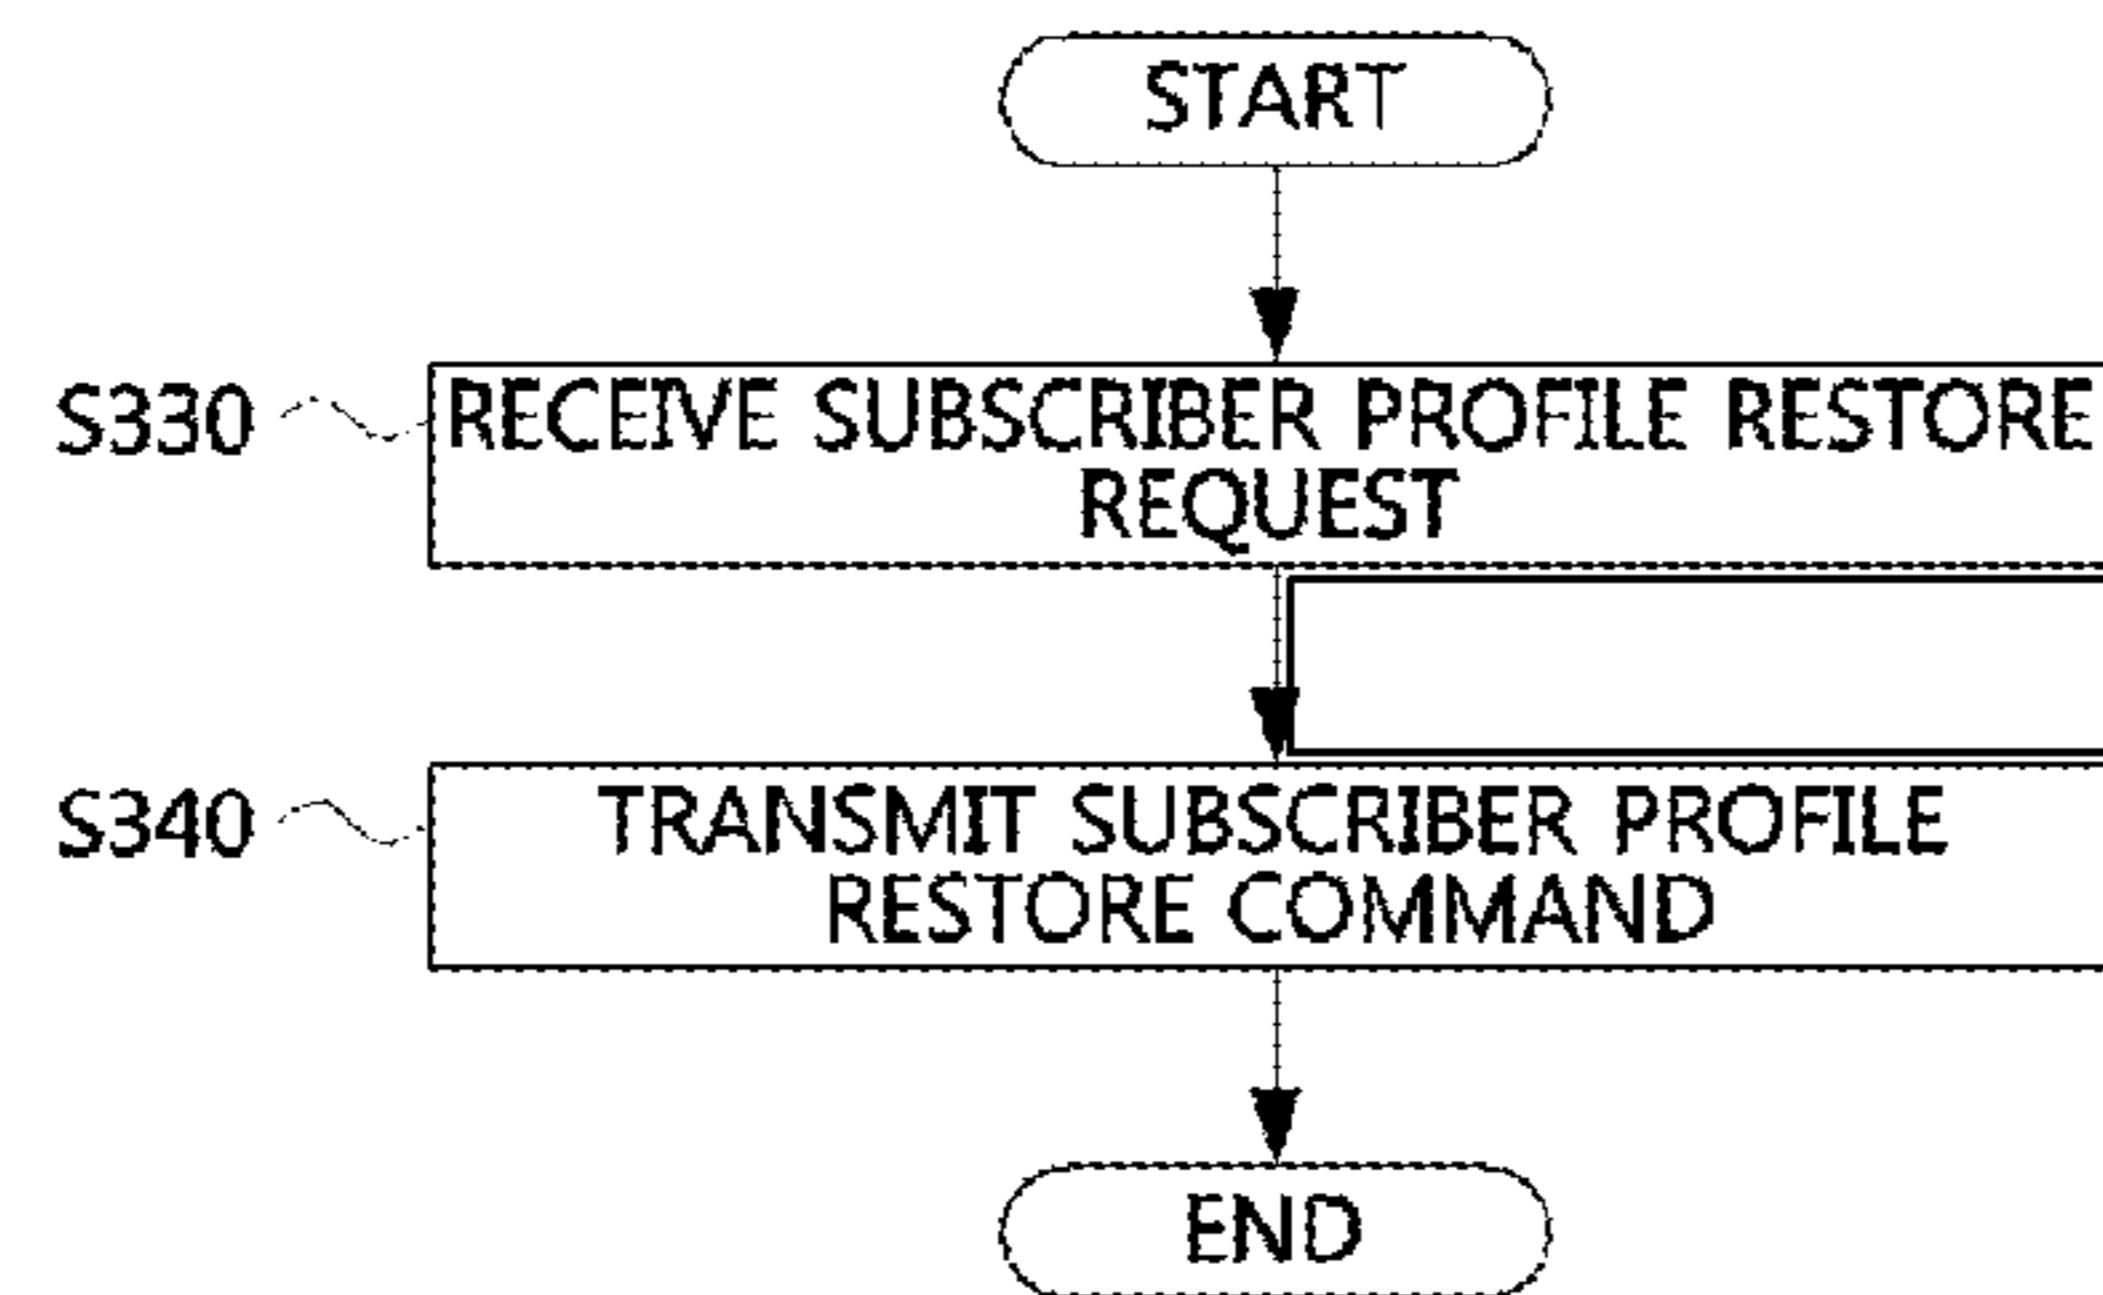 START
S330
RECEIVE SUBSCRIBER PROFILE RESTORE
REQUEST
S340
TRANSMIT SUBSCRIBER PROFILE
RESTORE COMMAND
END